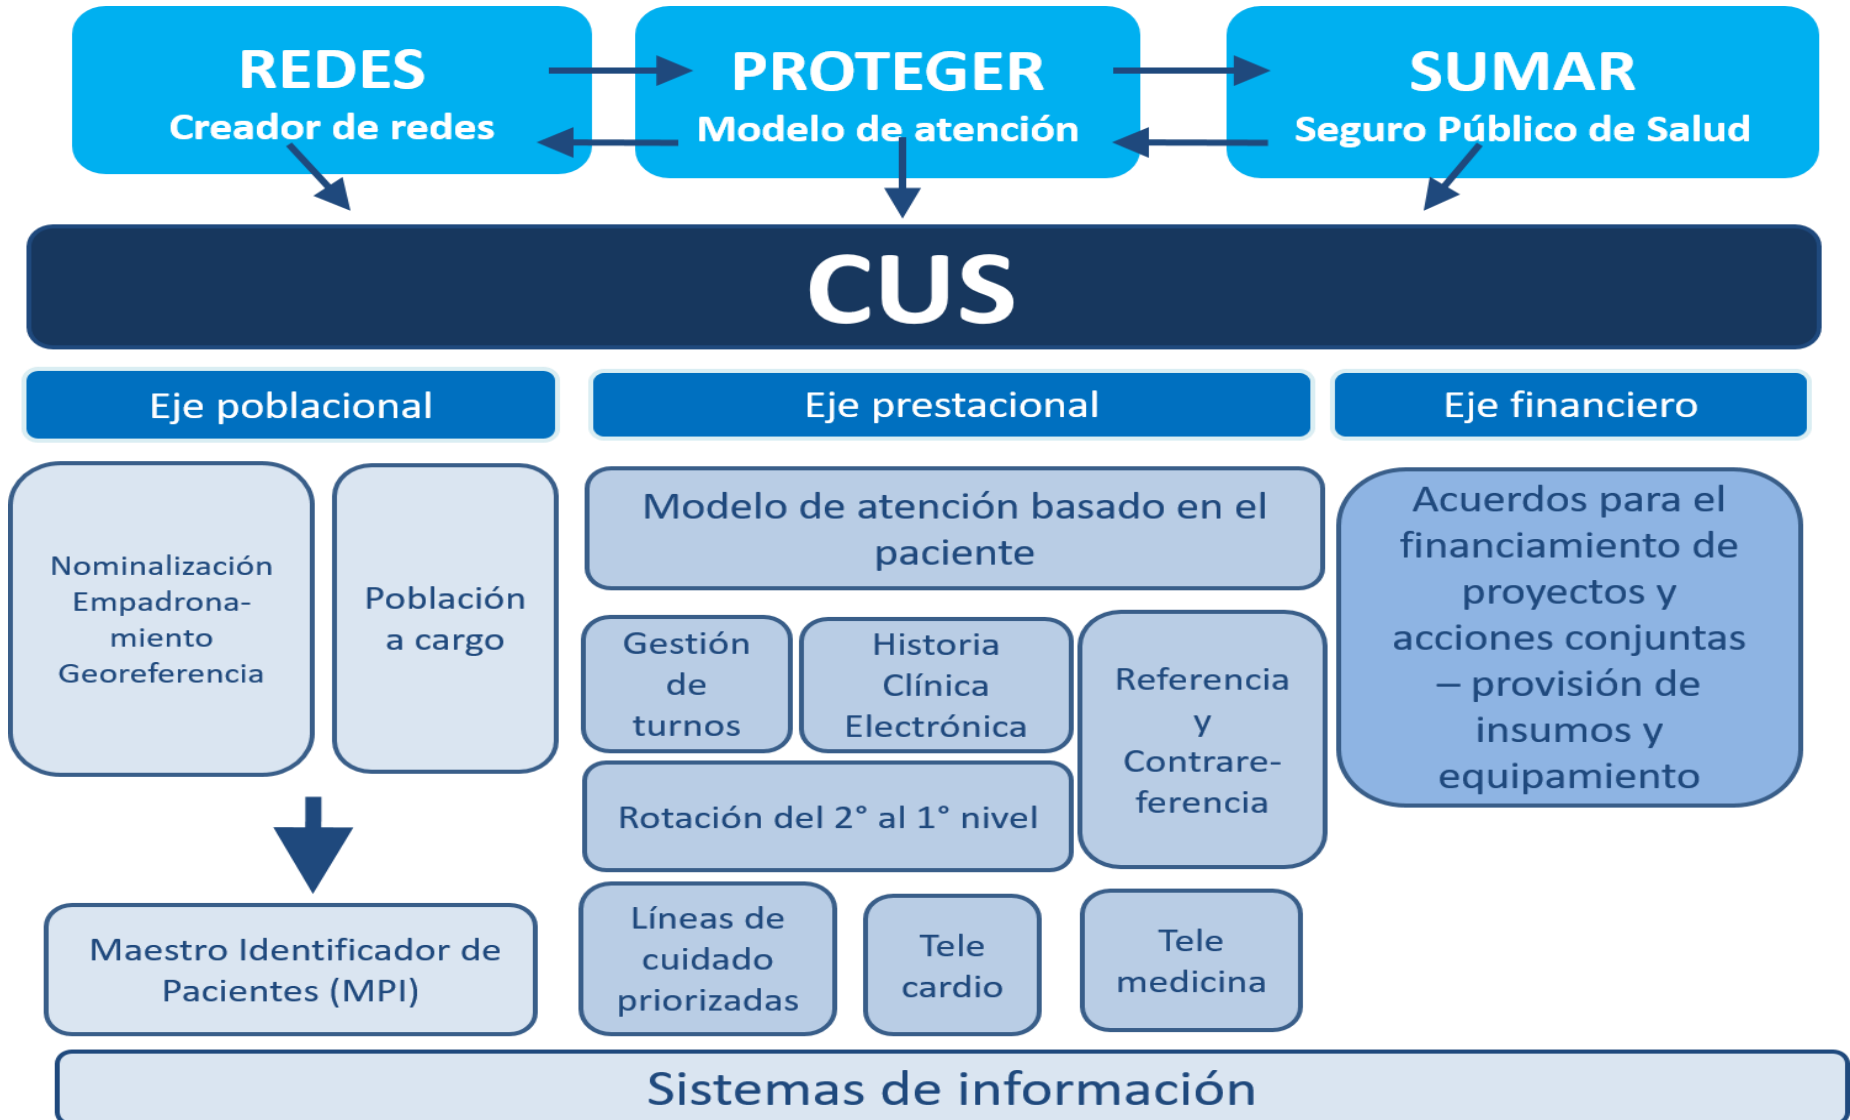 REDES
Creador de redes
PROTEGER
Modelo de atención
SUMAR
Seguro Público de Salud
CUS
Eje poblacional
Eje prestacional
Eje financiero
Nominalización
Empadrona-
miento
Georeferencia
Población
a cargo
Maestro Identificador de
Pacientes (MPI)
Modelo de atención basado en el
paciente
Gestión
de
turnos
Historia
Clínica
Electrónica
Referencia
y
Contrare-
ferencia
Rotación del 2° al 1° nivel
Líneas de
cuidado
priorizadas
Tele
cardio
Tele
medicina
Acuerdos para el
financiamiento de
proyectos y
acciones conjuntas
– provisión de
insumos y
equipamiento
Sistemas de información